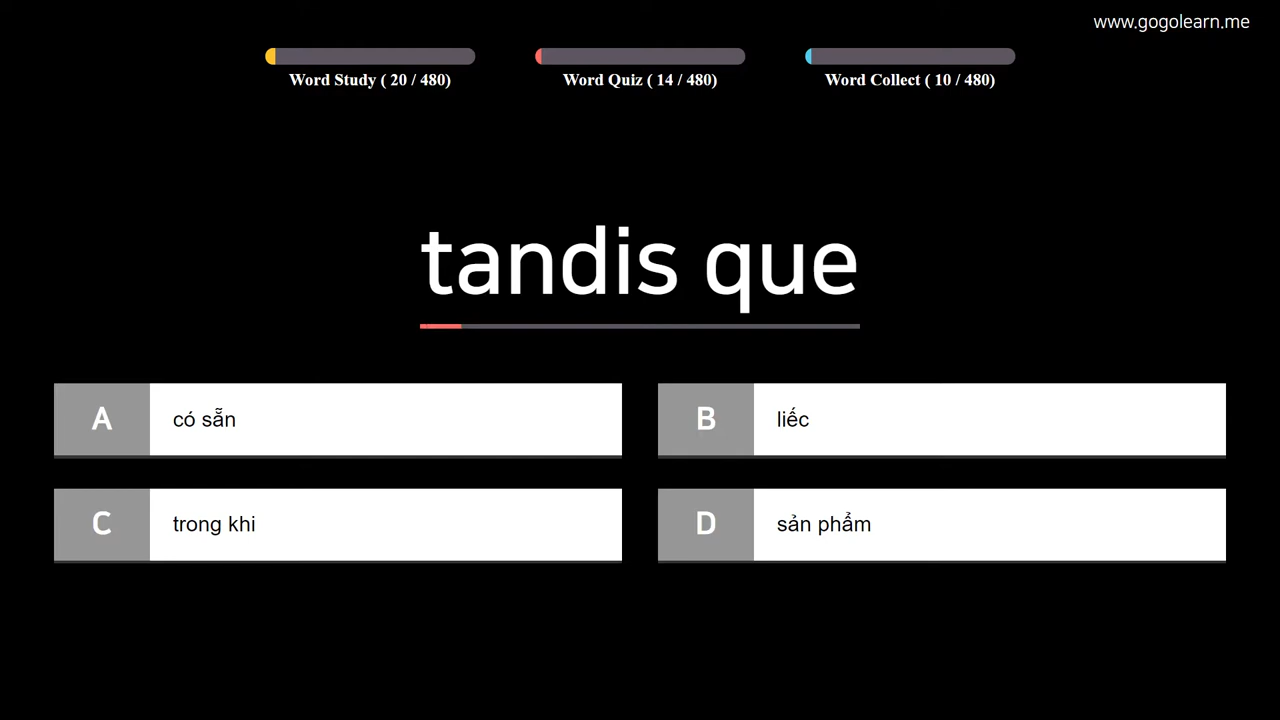 www.gogolearn.me
Word Study ( 20 / 480)
Word Quiz ( 14 / 480)
Word Collect ( 10 / 480)
tandis que
A có sẵn
B liếc
C trong khi
D sản phẩm